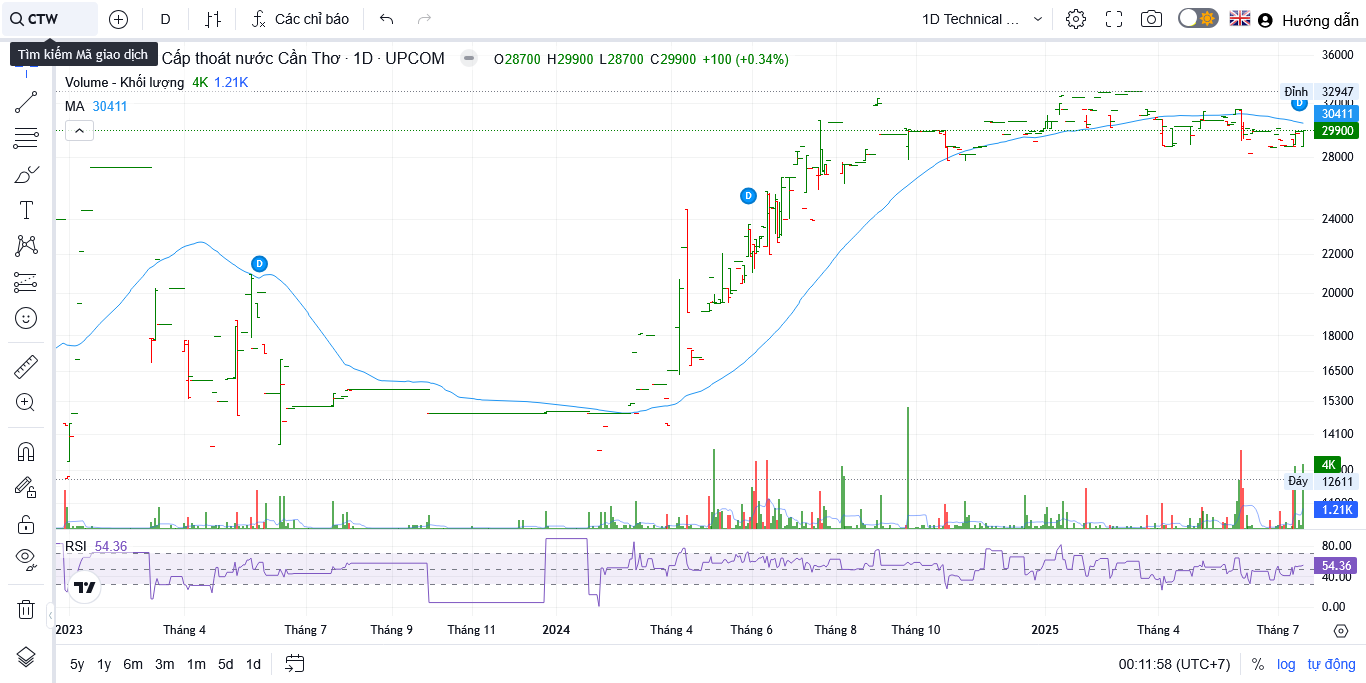 CTW
D
Các chỉ báo
1D Technical ...
Hướng dẫn
Tìm kiếm Mã giao dịch
Cấp thoát nước Cần Thơ · 1D · UPCOM
O28700 H29900 L28700 C29900 +100 (+0.34%)
Volume - Khối lượng 4K 1.21K
MA 30411
36000
Đỉnh 32947
32000
D
30411
29900
28000
D
24000
22000
D
20000
18000
16500
15300
14100
4K
Đáy 12611
1.21K
RSI 54.36
80.00
54.36
40.00
0.00
2023 Tháng 4 Tháng 7 Tháng 9 Tháng 11 2024 Tháng 4 Tháng 6 Tháng 8 Tháng 10 2025 Tháng 4 Tháng 7
5y 1y 6m 3m 1m 5d 1d
00:11:58 (UTC+7) % log tự động